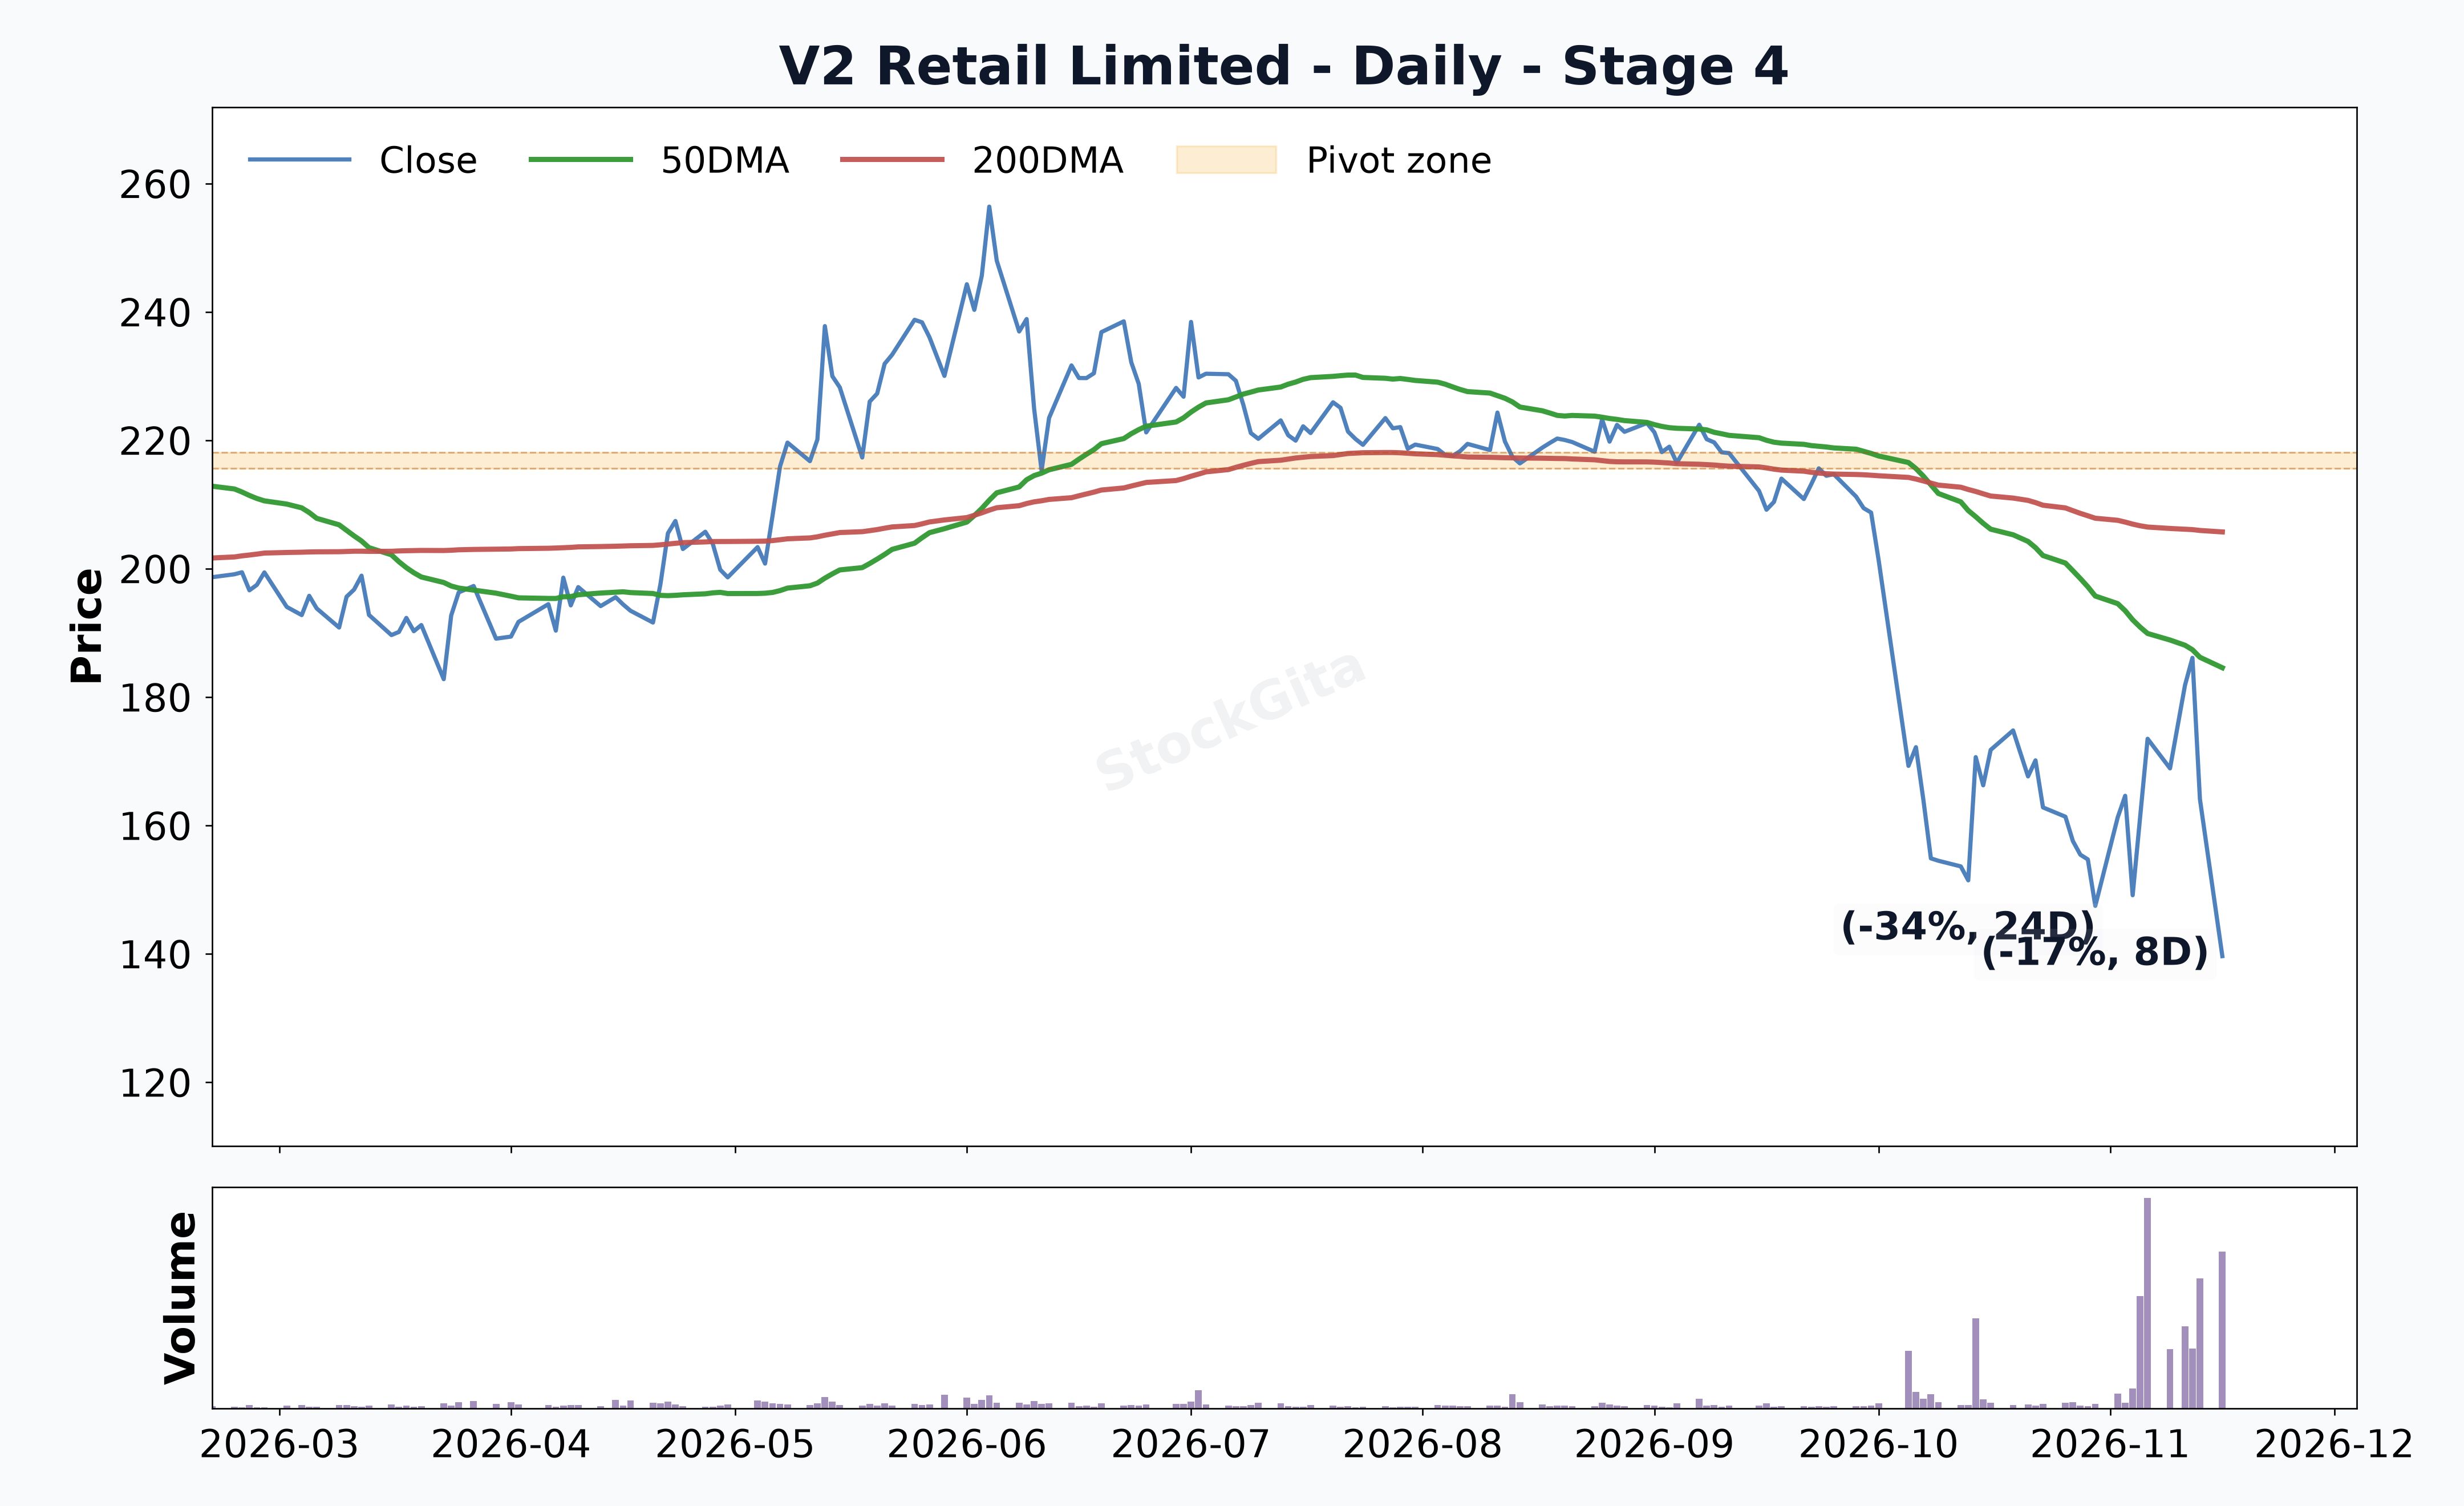 V2 Retail Limited - Daily - Stage 4
Close 50DMA 200DMA Pivot zone
260
240
220
200
180
160
140
120
Price
StockGita
(-34%, 24D)
(-17%, 8D)
Volume
2026-03 2026-04 2026-05 2026-06 2026-07 2026-08 2026-09 2026-10 2026-11 2026-12